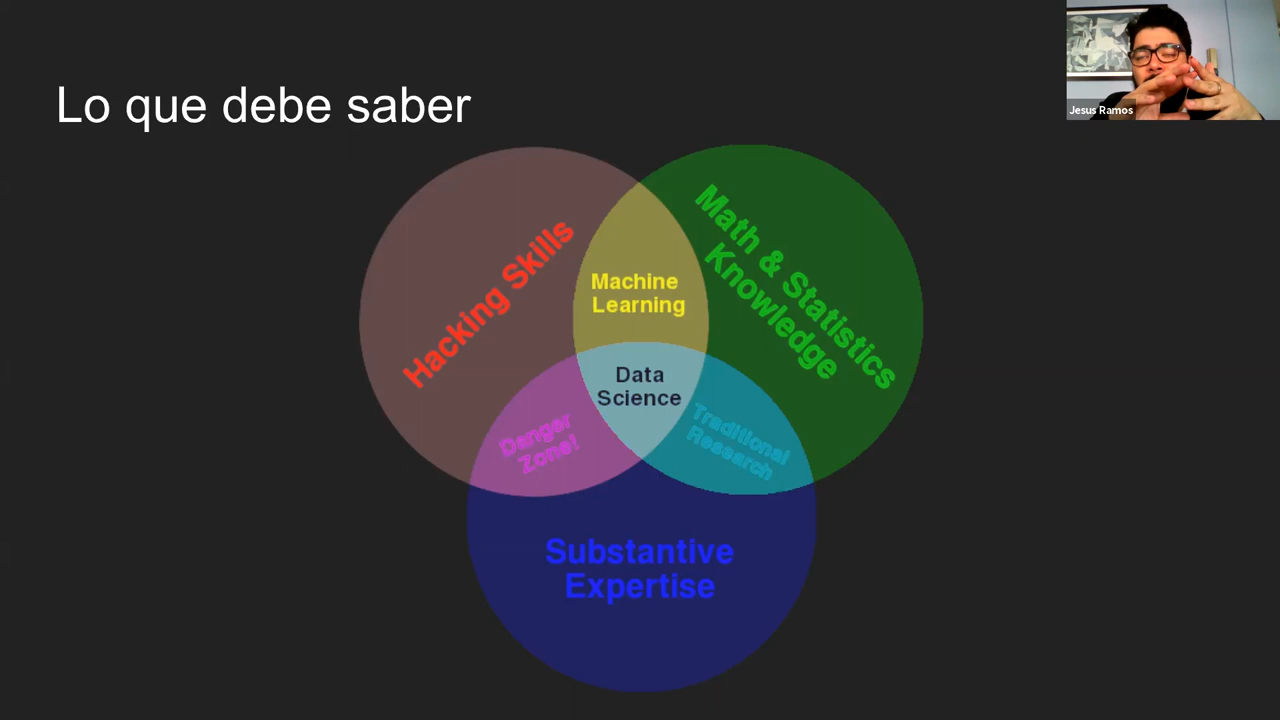 Lo que debe saber
Jesus Ramos
Hacking Skills
Math & Statistics
Knowledge
Machine
Learning
Data
Science
Danger
Zone!
Traditional
Research
Substantive
Expertise